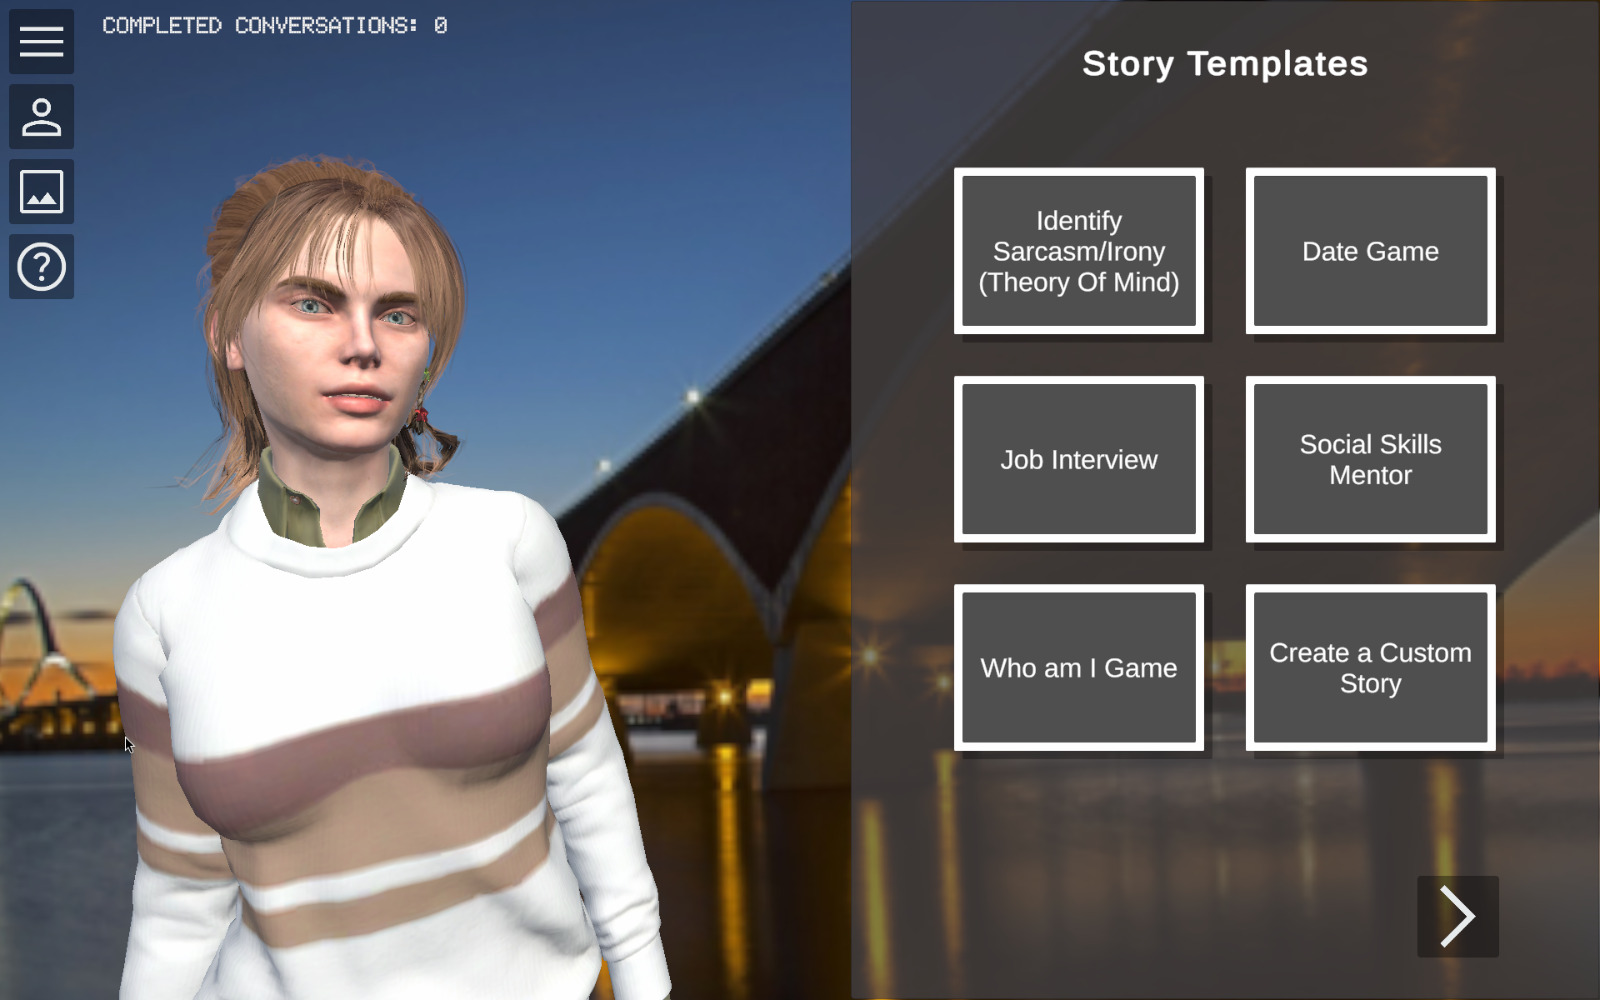 COMPLETED CONVERSATIONS: 0
Story Templates
Identify
Sarcasm/Irony
(Theory Of Mind)
Date Game
Job Interview
Social Skills
Mentor
Who am I Game
Create a Custom
Story
?